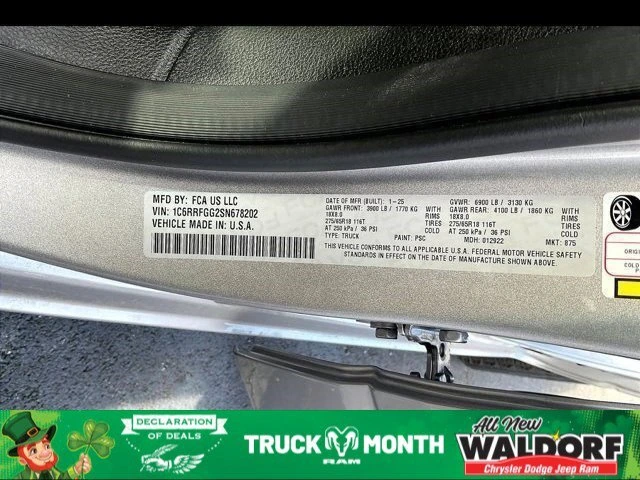 MFD BY: FCA US LLC
VIN: 1C6RRFGG2SN678202
VEHICLE MADE IN: U.S.A.
DATE OF MFR (BUILT): 1-25
GAWR FRONT: 3900 LB / 1770 KG WITH
18X8.0 RIMS
275/65R18 116T TIRES
AT 250 kPa / 36 PSI COLD
TYPE: TRUCK PAINT: PSC
GVWR: 6900 LB / 3130 KG
GAWR REAR: 4100 LB / 1860 KG WITH
18X8.0 RIMS
275/65R18 116T TIRES
AT 250 kPa / 36 PSI COLD
MDH: 012922 MKT: 875
THIS VEHICLE CONFORMS TO ALL APPLICABLE U.S.A. FEDERAL MOTOR VEHICLE SAFETY
STANDARDS IN EFFECT ON THE DATE OF MANUFACTURE SHOWN ABOVE.
ORIGI
COLD
DECLARATION
OF DEALS
TRUCK MONTH
RAM
All New
WALDORF
Chrysler Dodge Jeep Ram